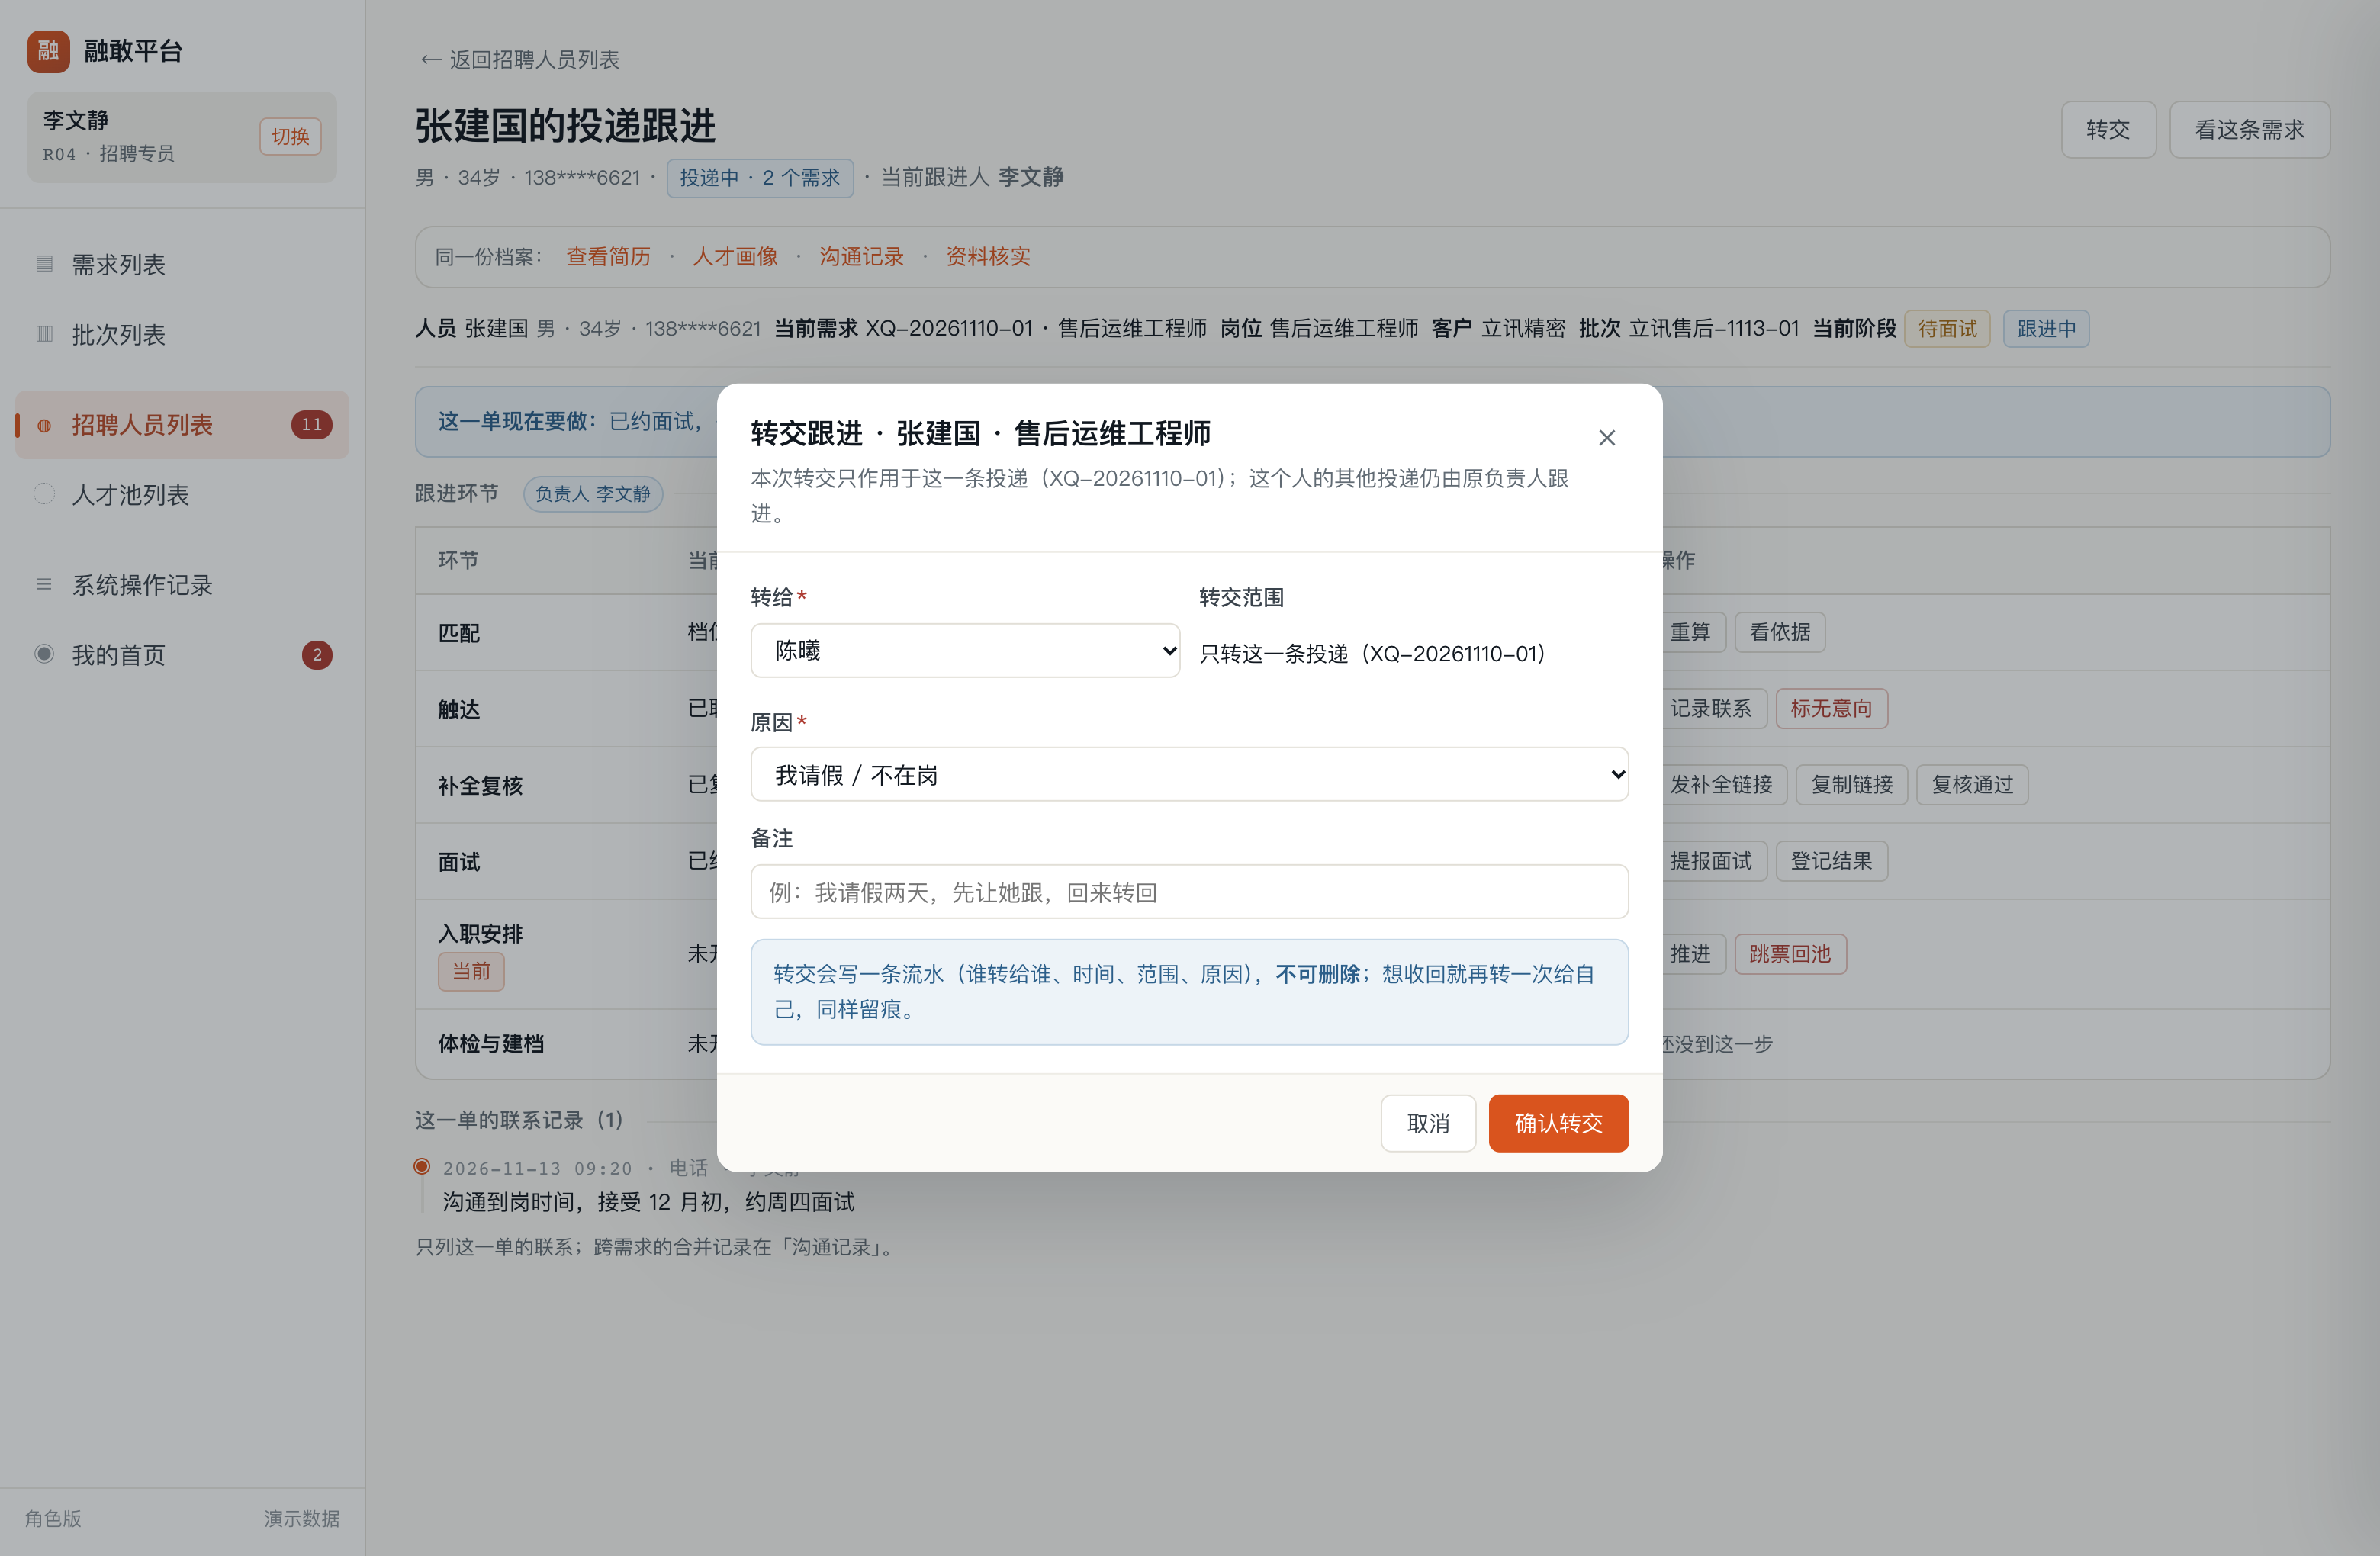 融 融敢平台
李文静
R04 · 招聘专员
切换
需求列表
批次列表
招聘人员列表 11
人才池列表
系统操作记录
我的首页 2
角色版 演示数据
← 返回招聘人员列表
张建国的投递跟进
转交 看这条需求
男 · 34岁 · 138****6621 · 投递中 · 2 个需求 · 当前跟进人 李文静
同一份档案： 查看简历 · 人才画像 · 沟通记录 · 资料核实
人员 张建国 男 · 34岁 · 138****6621 当前需求 XQ-20261110-01 · 售后运维工程师 岗位 售后运维工程师 客户 立讯精密 批次 立讯售后-1113-01 当前阶段 待面试 跟进中
这一单现在要做：已约面试，
跟进环节 负责人 李文静
环节 操作
匹配 重算 看依据
触达 记录联系 标无意向
补全复核 发补全链接 复制链接 复核通过
面试 提报面试 登记结果
入职安排 推进 跳票回池
当前
体检与建档 还没到这一步
这一单的联系记录（1）
2026-11-13 09:20 · 电话
沟通到岗时间，接受 12 月初，约周四面试
只列这一单的联系；跨需求的合并记录在「沟通记录」。
转交跟进 · 张建国 · 售后运维工程师
×
本次转交只作用于这一条投递（XQ-20261110-01）；这个人的其他投递仍由原负责人跟
进。
转给* 转交范围
陈曦 只转这一条投递（XQ-20261110-01）
原因*
我请假 / 不在岗
备注
例：我请假两天，先让她跟，回来转回
转交会写一条流水（谁转给谁、时间、范围、原因），不可删除；想收回就再转一次给自
己，同样留痕。
取消 确认转交